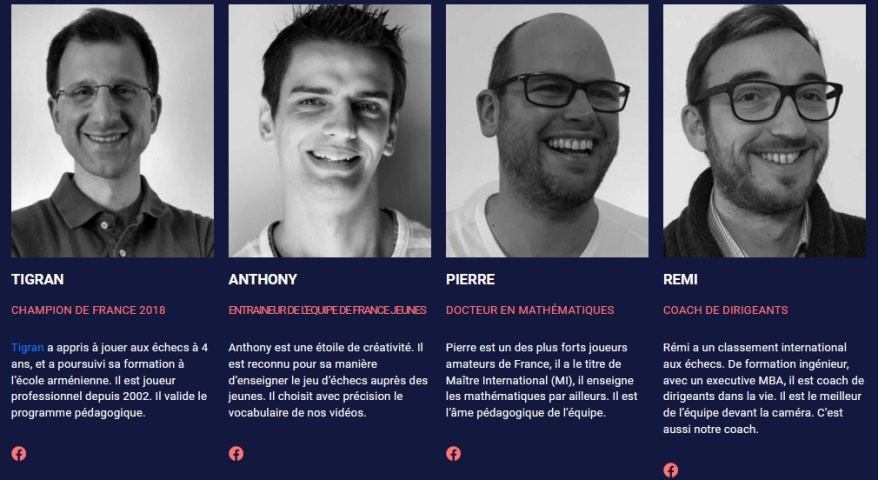 TIGRAN
CHAMPION DE FRANCE 2018
Tigran a appris à jouer aux échecs à 4
ans, et a poursuivi sa formation à
l'école arménienne. Il est joueur
professionnel depuis 2002. Il valide le
programme pédagogique.
ANTHONY
ENTRAINEUR DE L'EQUIPE DE FRANCE JEUNES
Anthony est une étoile de créativité. Il
est reconnu pour sa manière
d'enseigner le jeu d'échecs auprès des
jeunes. Il choisit avec précision le
vocabulaire de nos vidéos.
PIERRE
DOCTEUR EN MATHÉMATIQUES
Pierre est un des plus forts joueurs
amateurs de France, il a le titre de
Maître International (MI), il enseigne
les mathématiques par ailleurs. Il est
l'âme pédagogique de l'équipe.
REMI
COACH DE DIRIGEANTS
Rémi a un classement international
aux échecs. De formation ingénieur,
avec un executive MBA, il est coach de
dirigeants dans la vie. Il est le meilleur
de l'équipe devant la caméra. C'est
aussi notre coach.